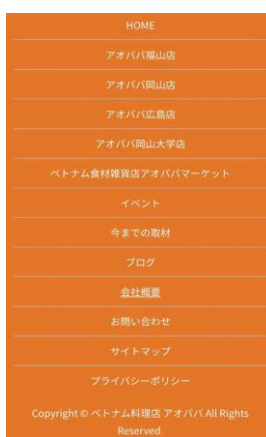 HOME
アオババ福山店
アオババ岡山店
アオババ広島店
アオババ岡山大学店
ベトナム食材雑貨店アオババマーケット
イベント
今までの取材
ブログ
会社概要
お問い合わせ
サイトマップ
プライバシーポリシー
Copyright © ベトナム料理店 アオババ All Rights
Reserved.